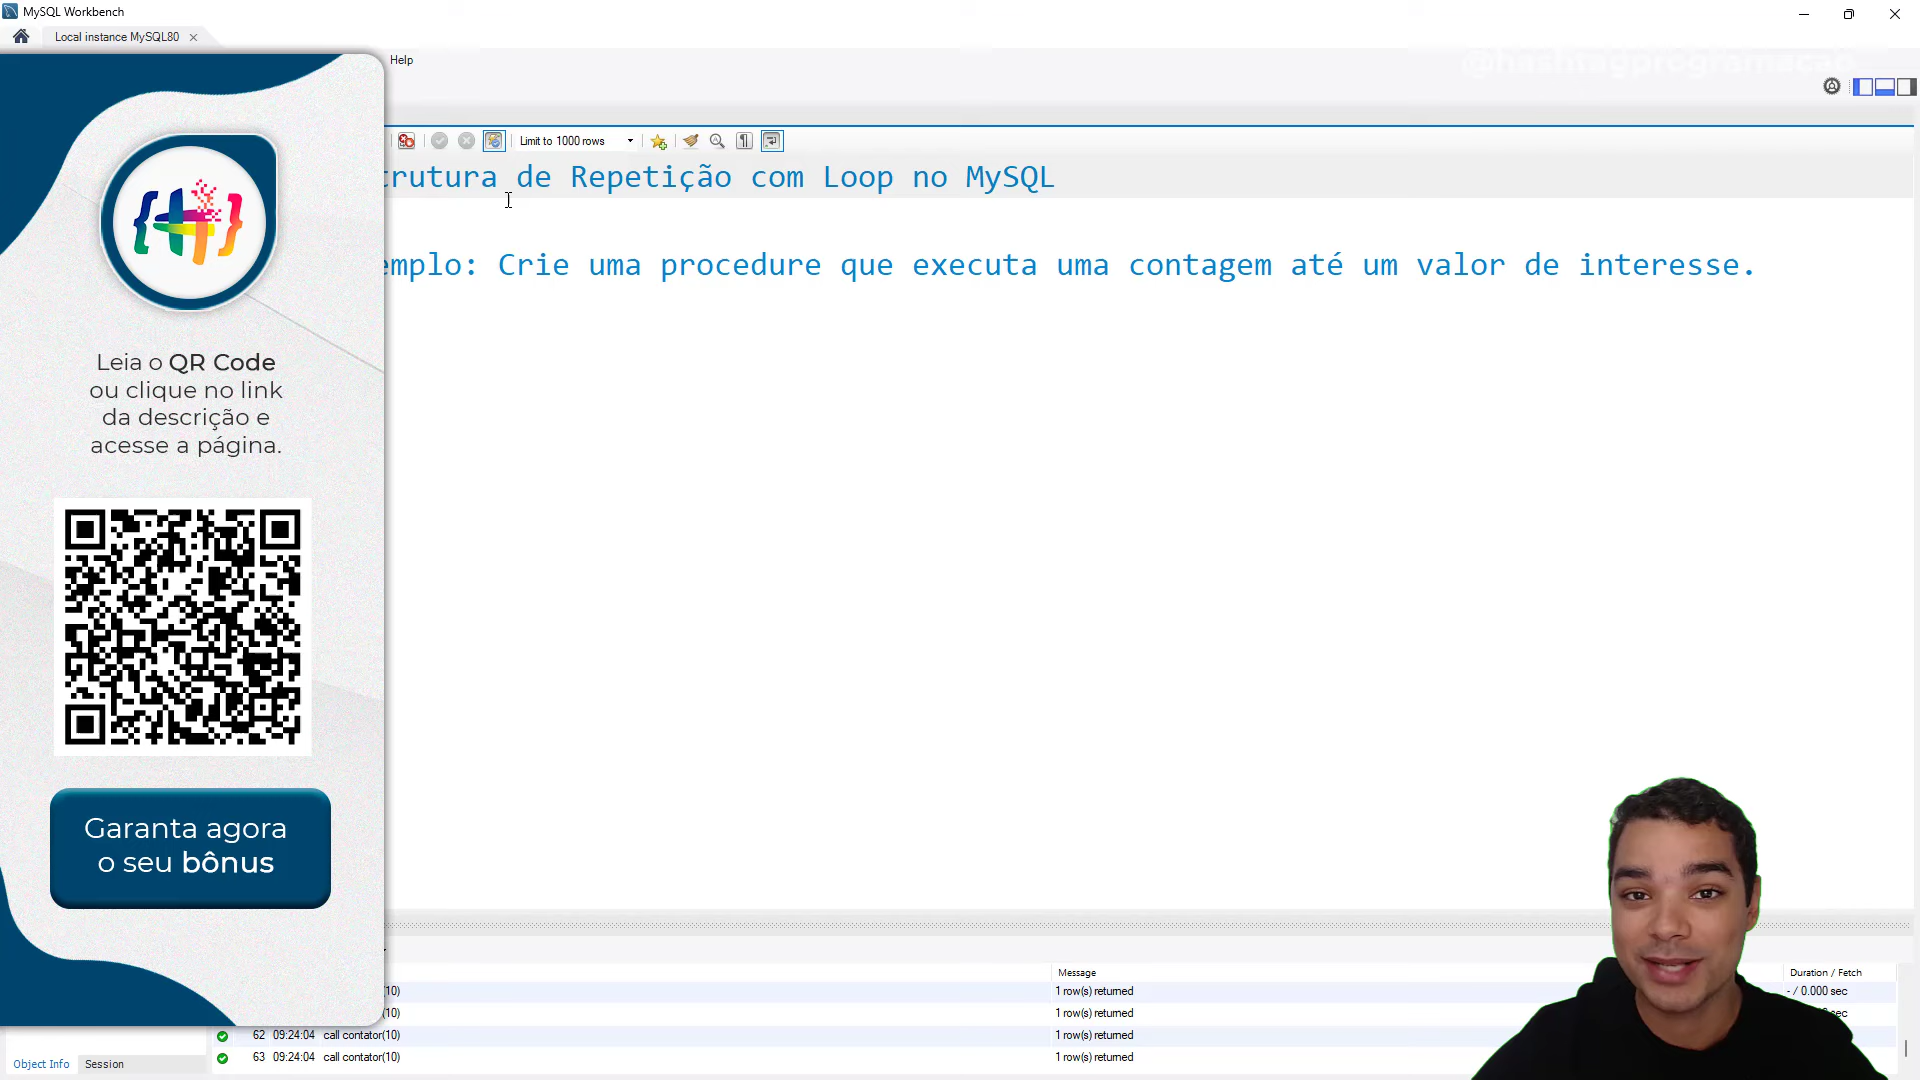 MySQL Workbench
Local instance MySQL80
Help
@hashtagprogramacao
Limit to 1000 rows
trutura de Repetição com Loop no MySQL
emplo: Crie uma procedure que executa uma contagem até um valor de interesse.
Leia o QR Code
ou clique no link
da descrição e
acesse a página.
Garanta agora
o seu bônus
Message
Duration / Fetch
10)
1 row(s) returned
- / 0.000 sec
10)
1 row(s) returned
sec
62 09:24:04 call contator(10)
1 row(s) returned
63 09:24:04 call contator(10)
1 row(s) returned
Object Info
Session